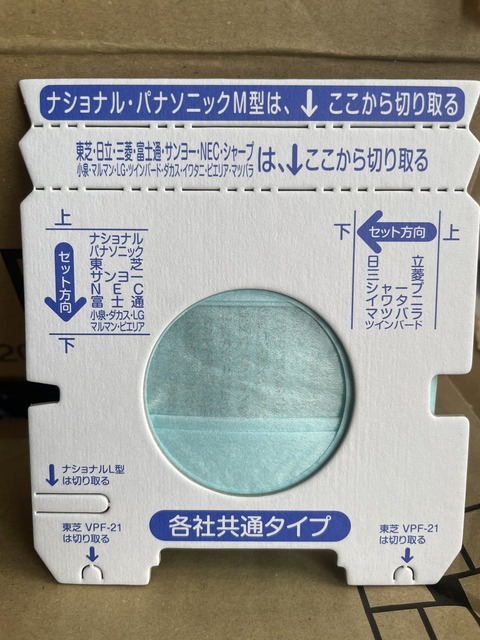 ナショナル・パナソニックM型は、↓ここから切り取る
東芝・日立・三菱・富士通・サンヨー・NEC・シャープ
小泉・マルマン・LG・ツインバード・ダカス・イワタニ・ピエリア・マツバラ
は、↓ここから切り取る
上
セット方向
ナショナル
パナソニック
東芝
サンヨー
NEC
富士通
小泉・ダカス・LG
マルマン・ピエリア
下
下
セット方向
上
日立
三菱
シャープ
イワタニ
マツバラ
ツインバード
ナショナルL型
は切り取る
東芝 VPF-21
は切り取る
各社共通タイプ
東芝 VPF-21
は切り取る